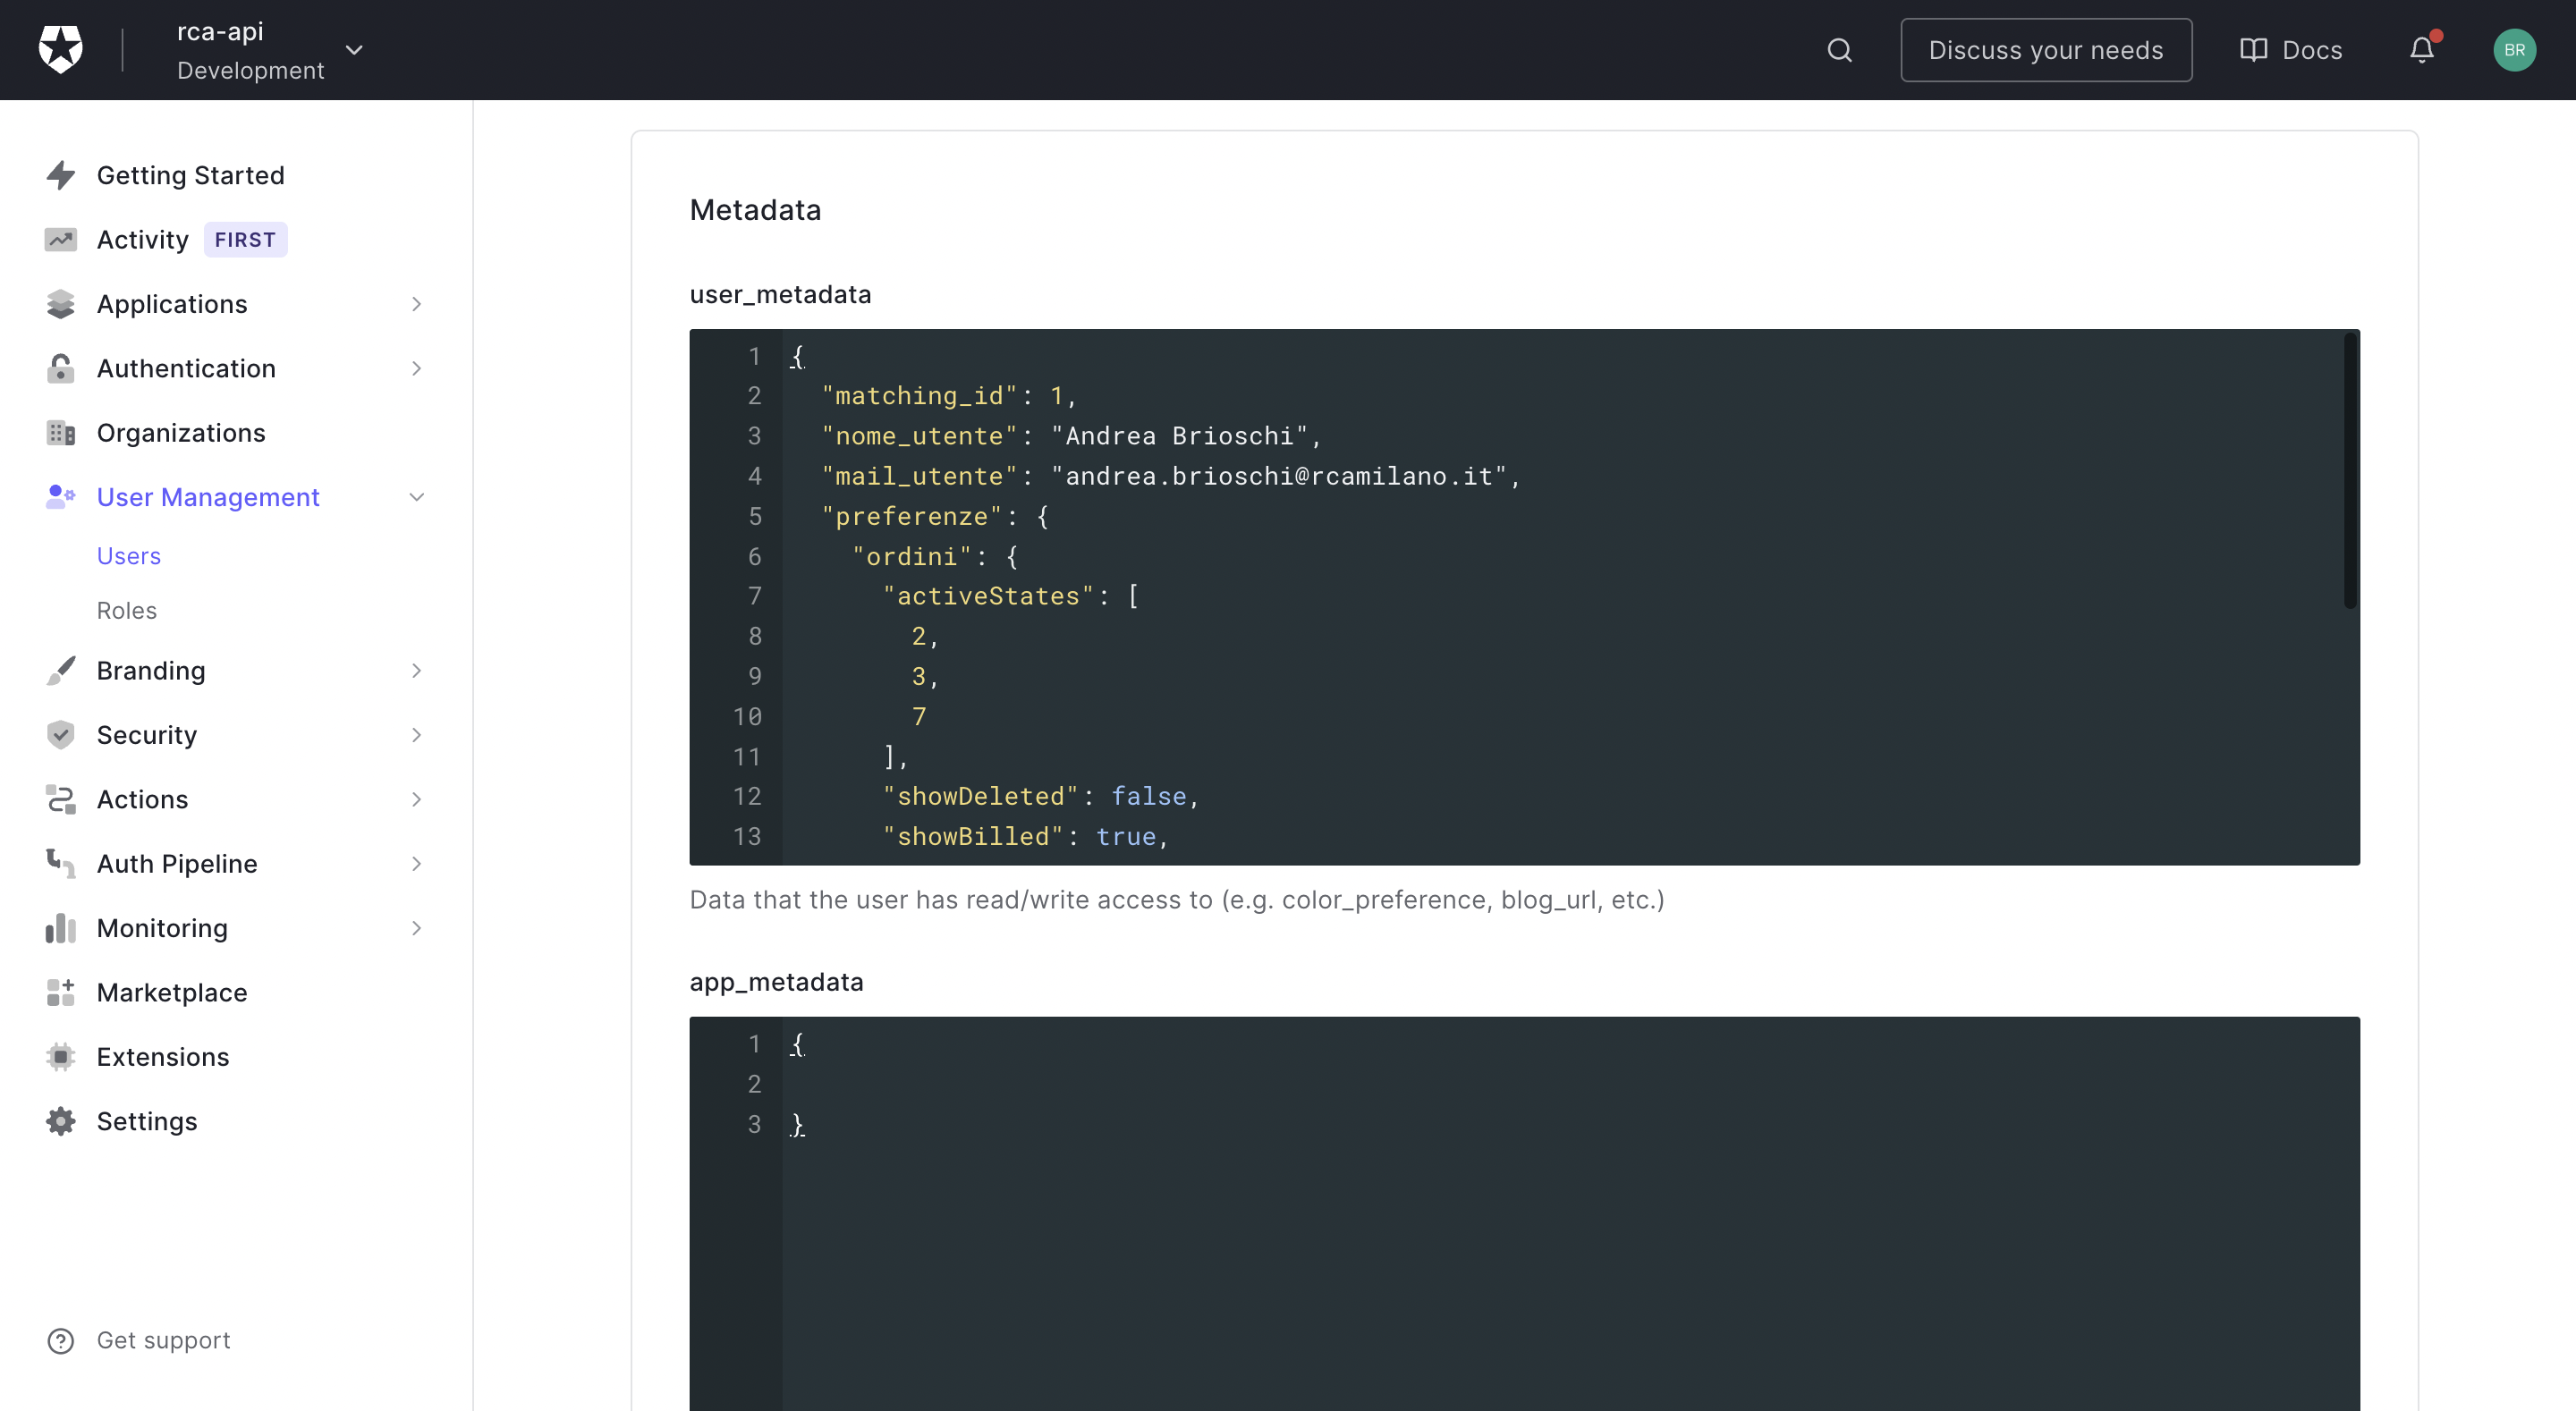 rca-api
Development
Discuss your needs
Docs
BR
Getting Started
Activity FIRST
Applications
Authentication
Organizations
User Management
Users
Roles
Branding
Security
Actions
Auth Pipeline
Monitoring
Marketplace
Extensions
Settings
Get support
Metadata
user_metadata
1 {
2 "matching_id": 1,
3 "nome_utente": "Andrea Brioschi",
4 "mail_utente": "andrea.brioschi@rcamilano.it",
5 "preferenze": {
6 "ordini": {
7 "activeStates": [
8 2,
9 3,
10 7
11 ],
12 "showDeleted": false,
13 "showBilled": true,
Data that the user has read/write access to (e.g. color_preference, blog_url, etc.)
app_metadata
1 {
2
3 }